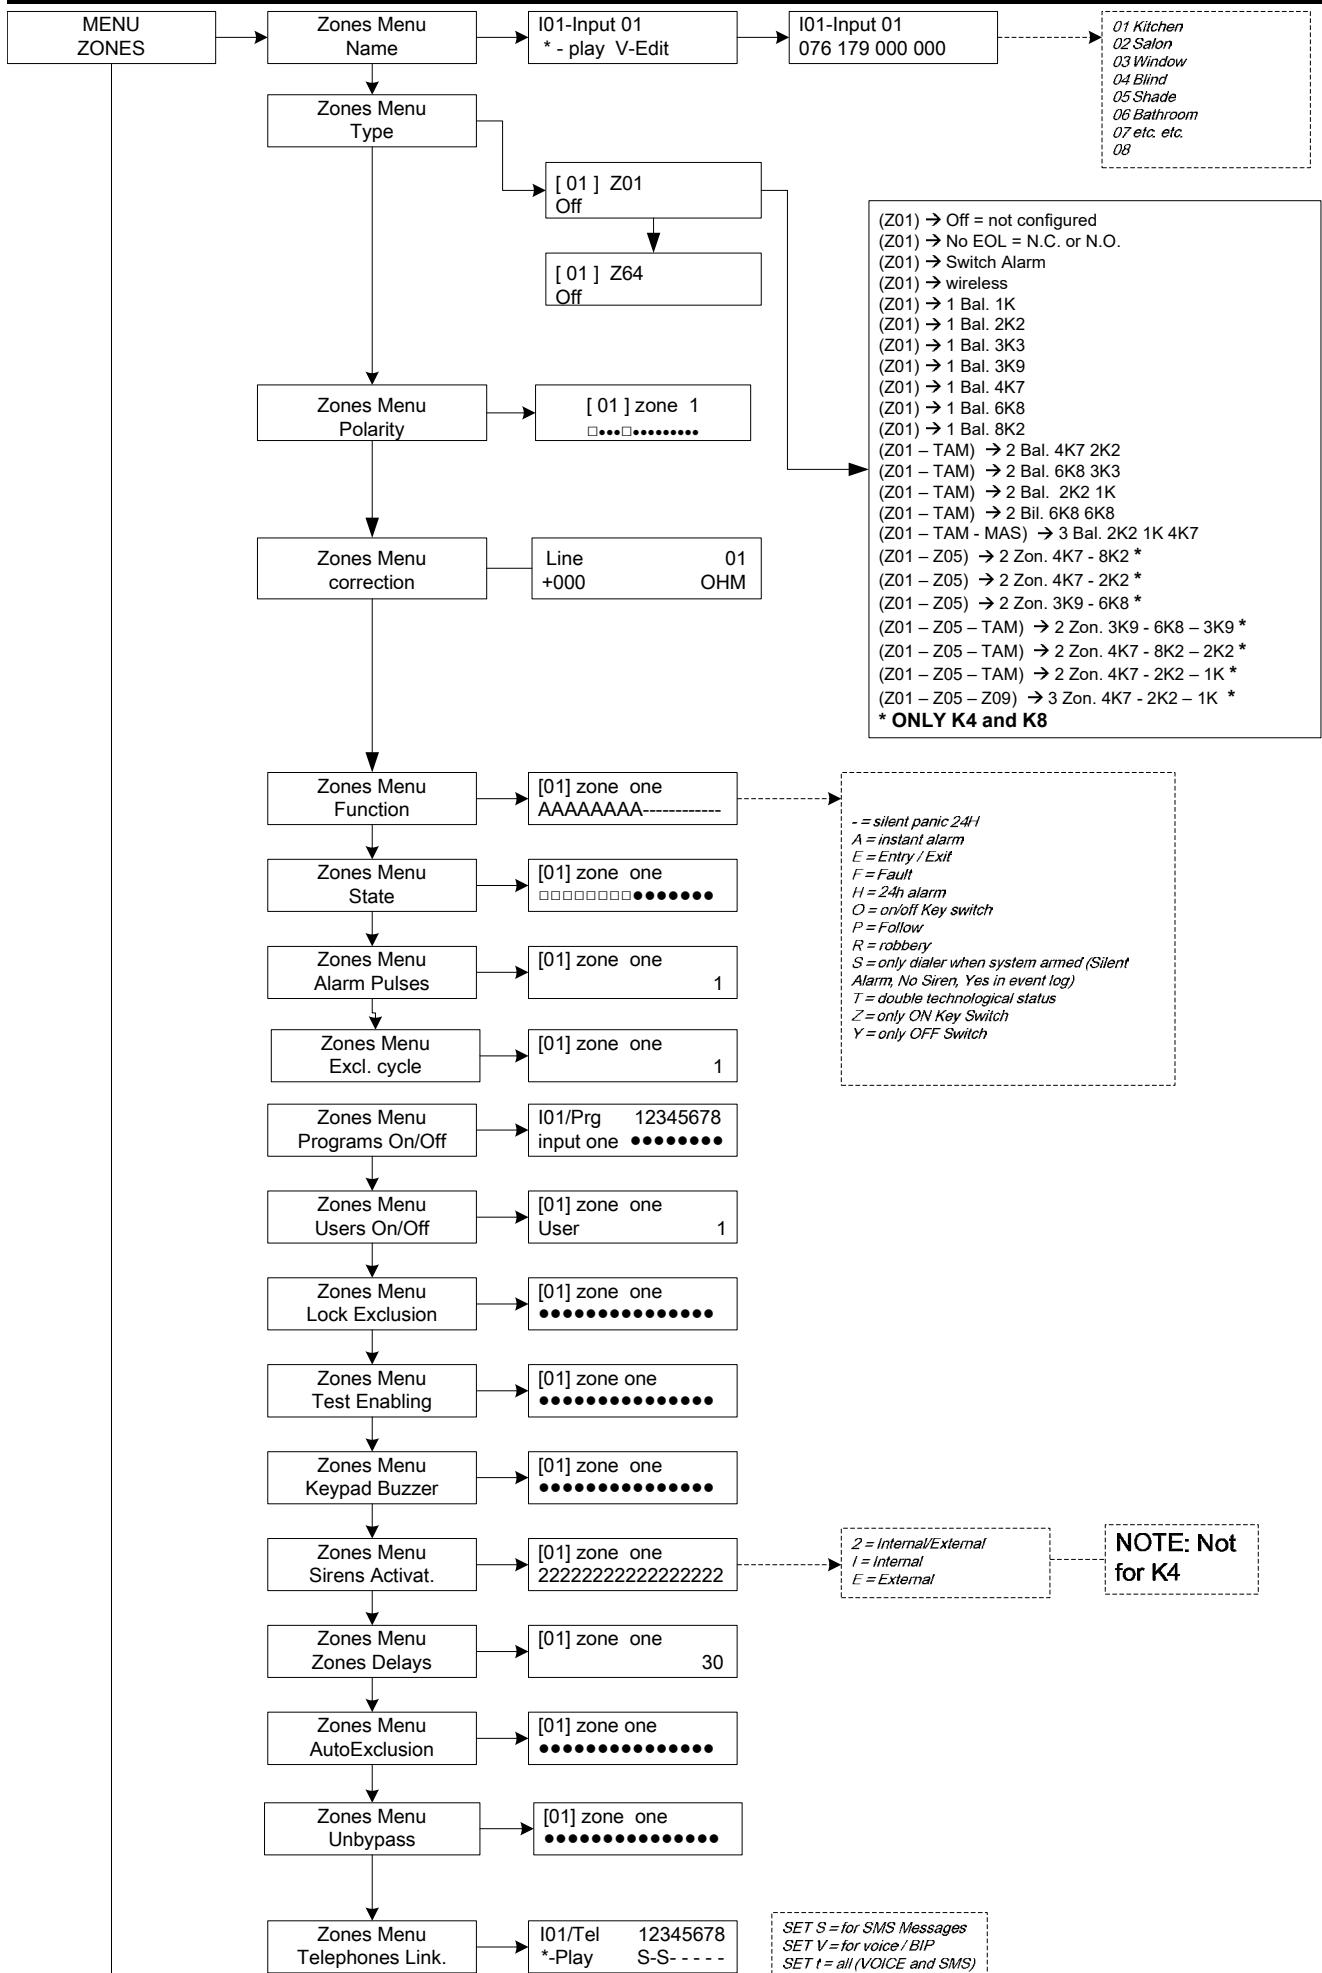 MENU
ZONES
Zones Menu
Name
I01-Input 01
* - play V-Edit
I01-Input 01
076 179 000 000
01 Kitchen
02 Salon
03 Window
04 Blind
05 Shade
06 Bathroom
07 etc. etc.
08
Zones Menu
Type
[ 01 ] Z01
Off
[ 01 ] Z64
Off
(Z01) → Off = not configured
(Z01) → No EOL = N.C. or N.O.
(Z01) → Switch Alarm
(Z01) → wireless
(Z01) → 1 Bal. 1K
(Z01) → 1 Bal. 2K2
(Z01) → 1 Bal. 3K3
(Z01) → 1 Bal. 3K9
(Z01) → 1 Bal. 4K7
(Z01) → 1 Bal. 6K8
(Z01) → 1 Bal. 8K2
(Z01 – TAM) → 2 Bal. 4K7 2K2
(Z01 – TAM) → 2 Bal. 6K8 3K3
(Z01 – TAM) → 2 Bal. 2K2 1K
(Z01 – TAM) → 2 Bil. 6K8 6K8
(Z01 – TAM - MAS) → 3 Bal. 2K2 1K 4K7
(Z01 – Z05) → 2 Zon. 4K7 - 8K2 *
(Z01 – Z05) → 2 Zon. 4K7 - 2K2 *
(Z01 – Z05) → 2 Zon. 3K9 - 6K8 *
(Z01 – Z05 – TAM) → 2 Zon. 3K9 - 6K8 – 3K9 *
(Z01 – Z05 – TAM) → 2 Zon. 4K7 - 8K2 – 2K2 *
(Z01 – Z05 – TAM) → 2 Zon. 4K7 - 2K2 – 1K *
(Z01 – Z05 – Z09) → 3 Zon. 4K7 - 2K2 – 1K *
* ONLY K4 and K8
Zones Menu
Polarity
[ 01 ] zone 1
□•••□•••••••••
Zones Menu
correction
Line 01
+000 OHM
Zones Menu
Function
[01] zone one
AAAAAAAA------------
- = silent panic 24H
A = instant alarm
E = Entry / Exit
F = Fault
H = 24h alarm
O = on/off Key switch
P = Follow
R = robbery
S = only dialer when system armed (Silent
Alarm, No Siren, Yes in event log)
T = double technological status
Z = only ON Key Switch
Y = only OFF Switch
Zones Menu
State
[01] zone one
□□□□□□□□●●●●●●●
Zones Menu
Alarm Pulses
[01] zone one
1
Zones Menu
Excl. cycle
[01] zone one
1
Zones Menu
Programs On/Off
I01/Prg 12345678
input one ●●●●●●●●
Zones Menu
Users On/Off
[01] zone one
User 1
Zones Menu
Lock Exclusion
[01] zone one
●●●●●●●●●●●●●●●
Zones Menu
Test Enabling
[01] zone one
●●●●●●●●●●●●●●●
Zones Menu
Keypad Buzzer
[01] zone one
●●●●●●●●●●●●●●●
Zones Menu
Sirens Activat.
[01] zone one
2222222222222222
2 = Internal/External
I = Internal
E = External
NOTE: Not
for K4
Zones Menu
Zones Delays
[01] zone one
30
Zones Menu
AutoExclusion
[01] zone one
●●●●●●●●●●●●●●●
Zones Menu
Unbypass
[01] zone one
●●●●●●●●●●●●●●●
Zones Menu
Telephones Link.
I01/Tel 12345678
*-Play S-S- - - - -
SET S = for SMS Messages
SET V = for voice / BIP
SET t = all (VOICE and SMS)